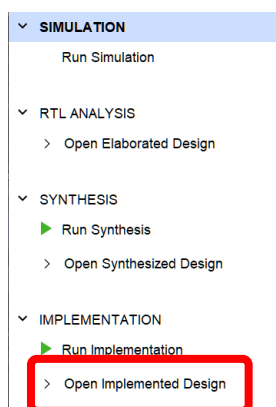 SIMULATION
Run Simulation
RTL ANALYSIS
Open Elaborated Design
SYNTHESIS
Run Synthesis
Open Synthesized Design
IMPLEMENTATION
Run Implementation
Open Implemented Design